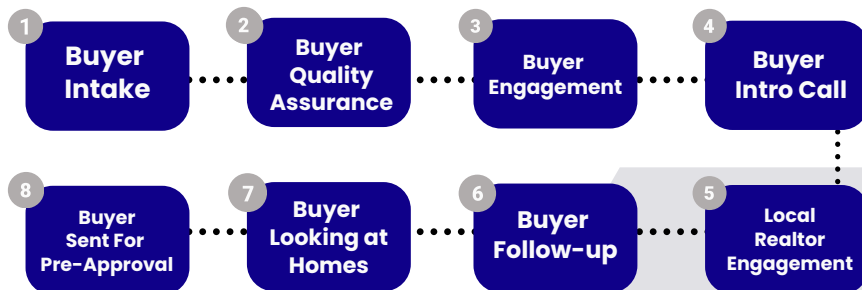 1
Buyer
Intake
2
Buyer
Quality
Assurance
3
Buyer
Engagement
4
Buyer
Intro Call
5
Local
Realtor
Engagement
6
Buyer
Follow-up
7
Buyer
Looking at
Homes
8
Buyer
Sent For
Pre-Approval